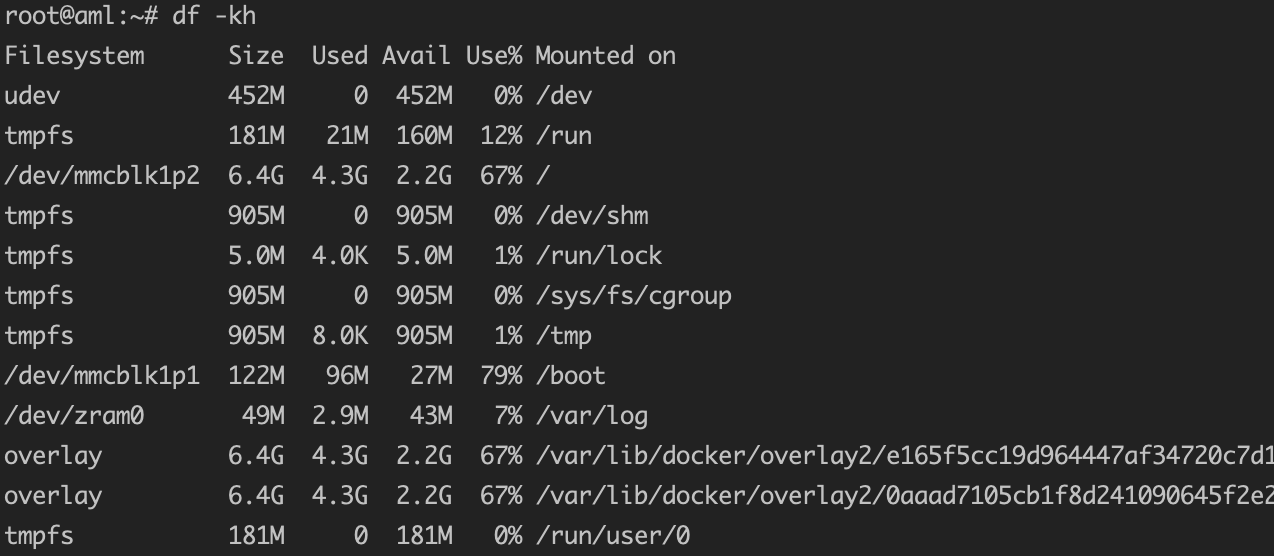 root@aml:~# df -kh
Filesystem      Size  Used Avail Use% Mounted on
udev            452M     0  452M   0% /dev
tmpfs           181M   21M  160M  12% /run
/dev/mmcblk1p2  6.4G  4.3G  2.2G  67% /
tmpfs           905M     0  905M   0% /dev/shm
tmpfs           5.0M  4.0K  5.0M   1% /run/lock
tmpfs           905M     0  905M   0% /sys/fs/cgroup
tmpfs           905M  8.0K  905M   1% /tmp
/dev/mmcblk1p1  122M   96M   27M  79% /boot
/dev/zram0       49M  2.9M   43M   7% /var/log
overlay         6.4G  4.3G  2.2G  67% /var/lib/docker/overlay2/e165f5cc19d964447af34720c7d1
overlay         6.4G  4.3G  2.2G  67% /var/lib/docker/overlay2/0aaad7105cb1f8d241090645f2e2
tmpfs           181M     0  181M   0% /run/user/0